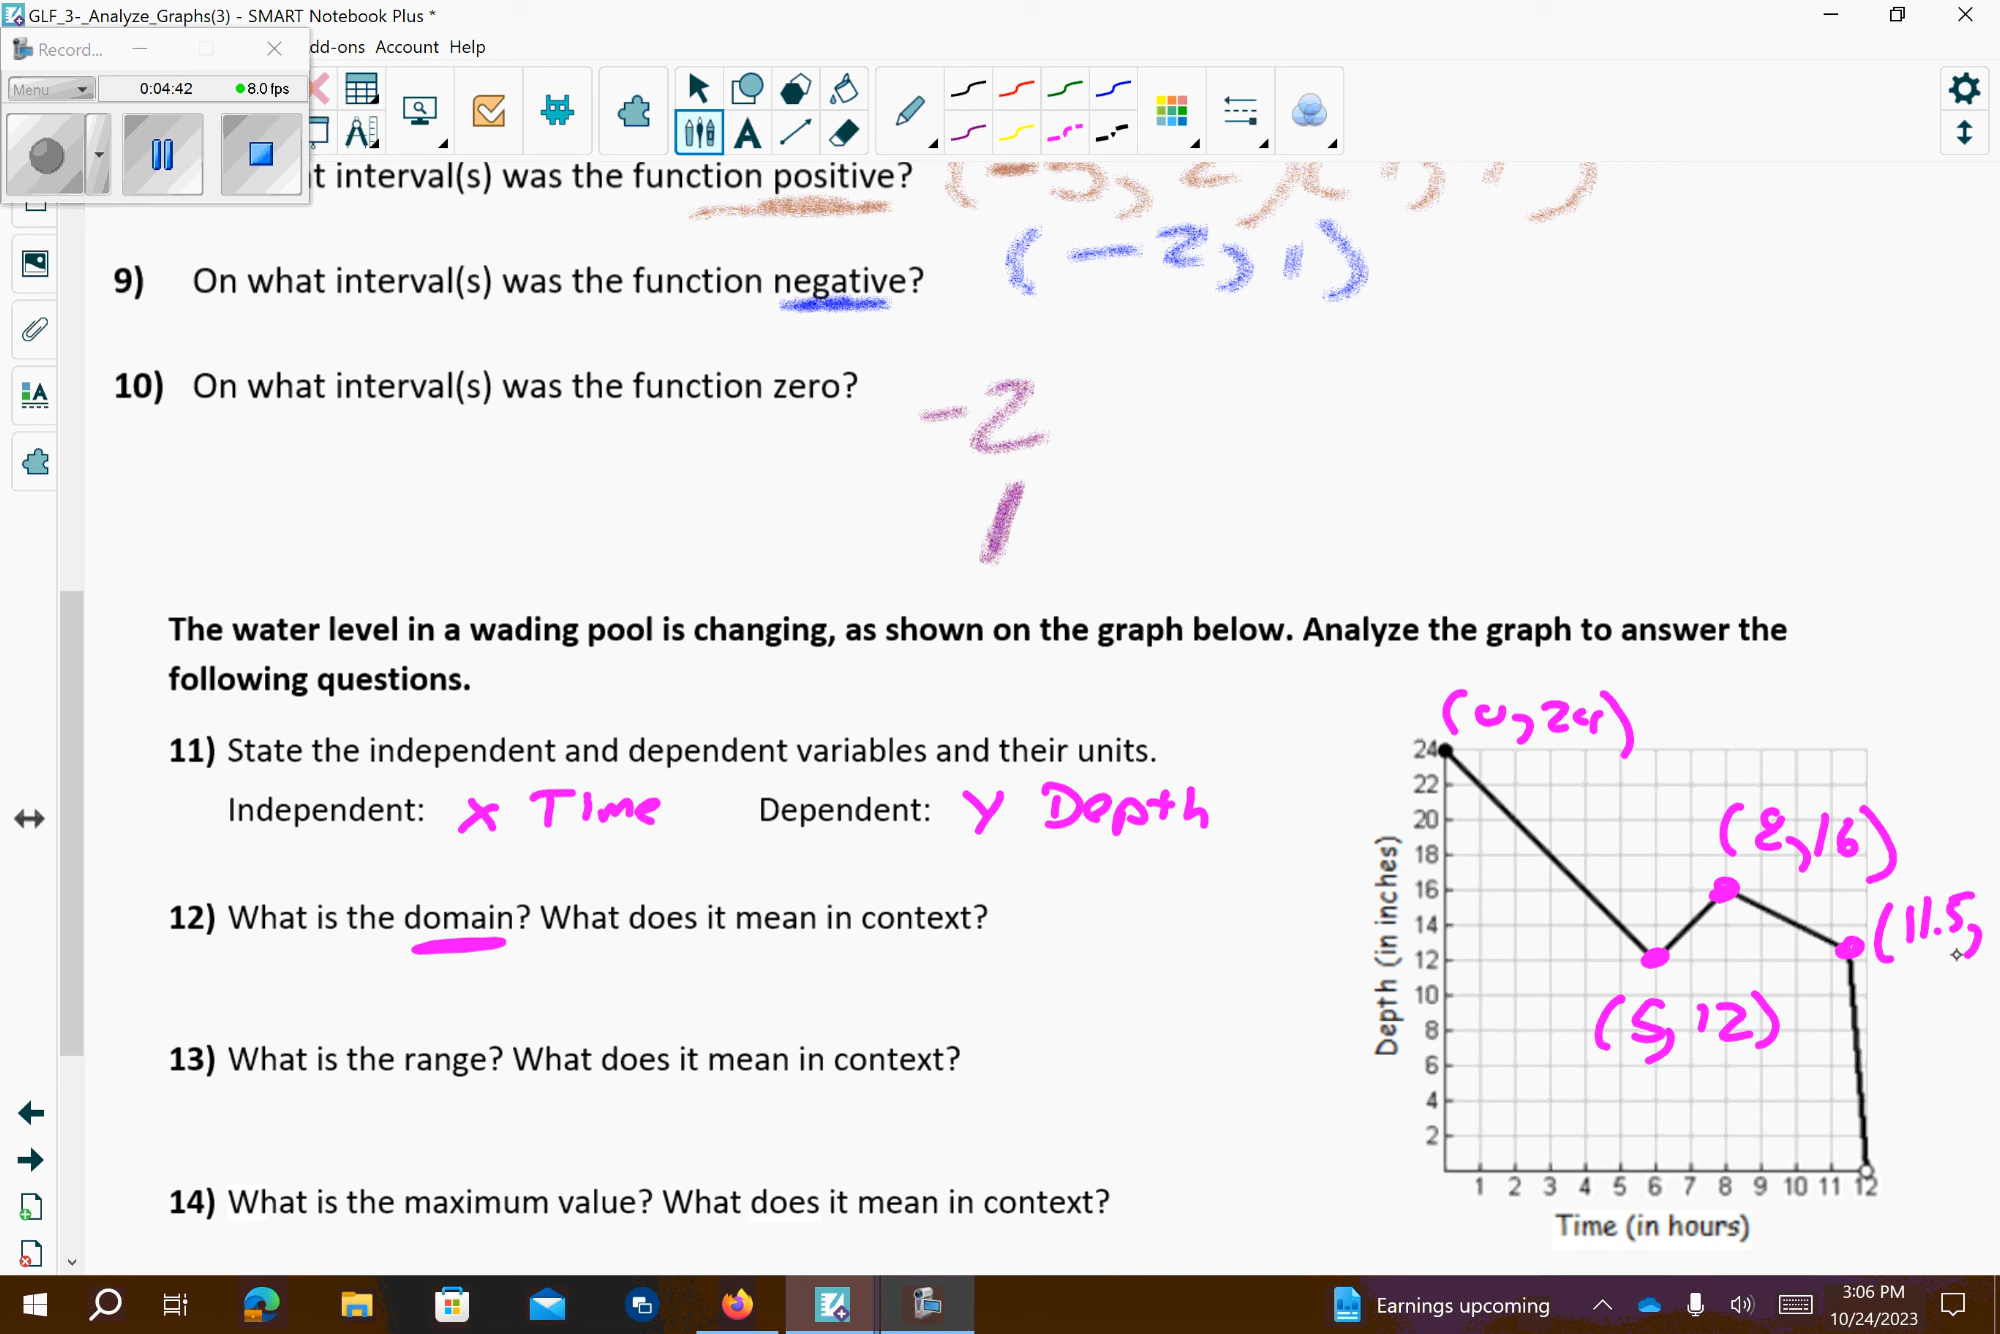 GLF_3-_Analyze_Graphs(3) - SMART Notebook Plus *
Record...
dd-ons Account Help
Menu 0:04:42 8.0 fps
t interval(s) was the function positive?
9) On what interval(s) was the function negative? (-2, 1)
10) On what interval(s) was the function zero? -2
1
The water level in a wading pool is changing, as shown on the graph below. Analyze the graph to answer the
following questions.
11) State the independent and dependent variables and their units.
Independent: x Time Dependent: y Depth
12) What is the domain? What does it mean in context?
13) What is the range? What does it mean in context?
14) What is the maximum value? What does it mean in context?
(0, 24)
(8, 16)
(11.5,
(5, 12)
Depth (in inches)
24
22
20
18
16
14
12
10
8
6
4
2
1 2 3 4 5 6 7 8 9 10 11 12
Time (in hours)
Earnings upcoming
3:06 PM
10/24/2023